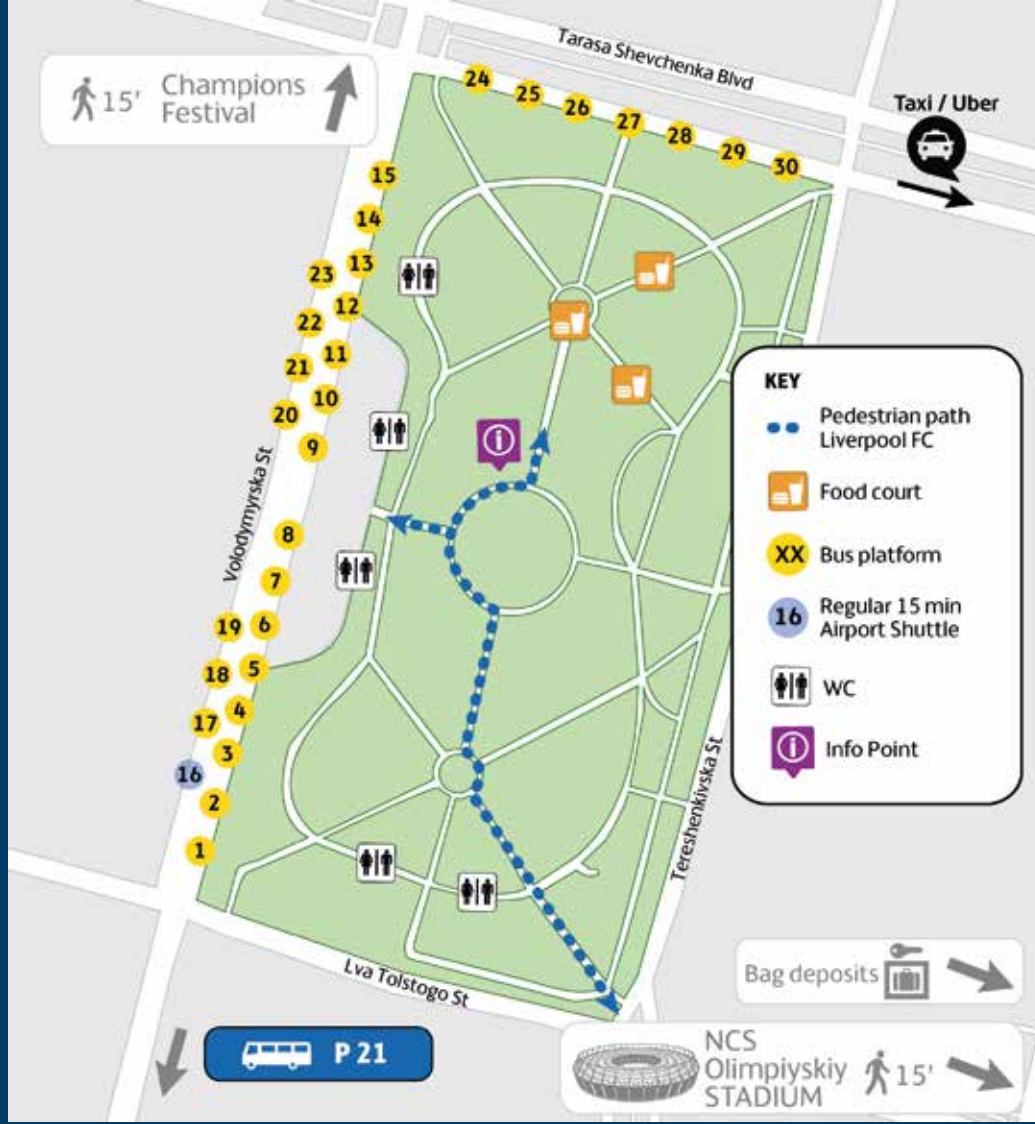 Tarasa Shevchenka Blvd
15' Champions
Festival
Taxi / Uber
24
25
26
27
28
29
30
15
14
13
23
12
22
11
21
10
20
9
8
7
19
6
18
5
17
4
3
16
2
1
Volodymyrska St
KEY
Pedestrian path
Liverpool FC
Food court
XX Bus platform
16 Regular 15 min
Airport Shuttle
WC
Info Point
Tereshenkivska St
Lva Tolstogo St
Bag deposits
P 21
NCS
Olimpiyskiy
STADIUM
15'